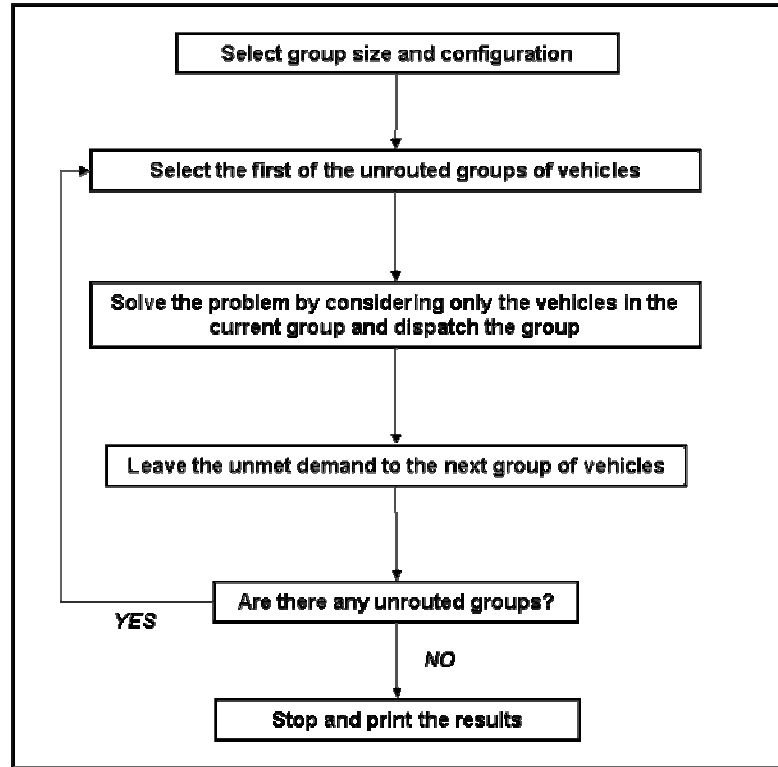 Select group size and configuration
Select the first of the unrouted groups of vehicles
Solve the problem by considering only the vehicles in the
current group and dispatch the group
Leave the unmet demand to the next group of vehicles
Are there any unrouted groups?
YES
NO
Stop and print the results